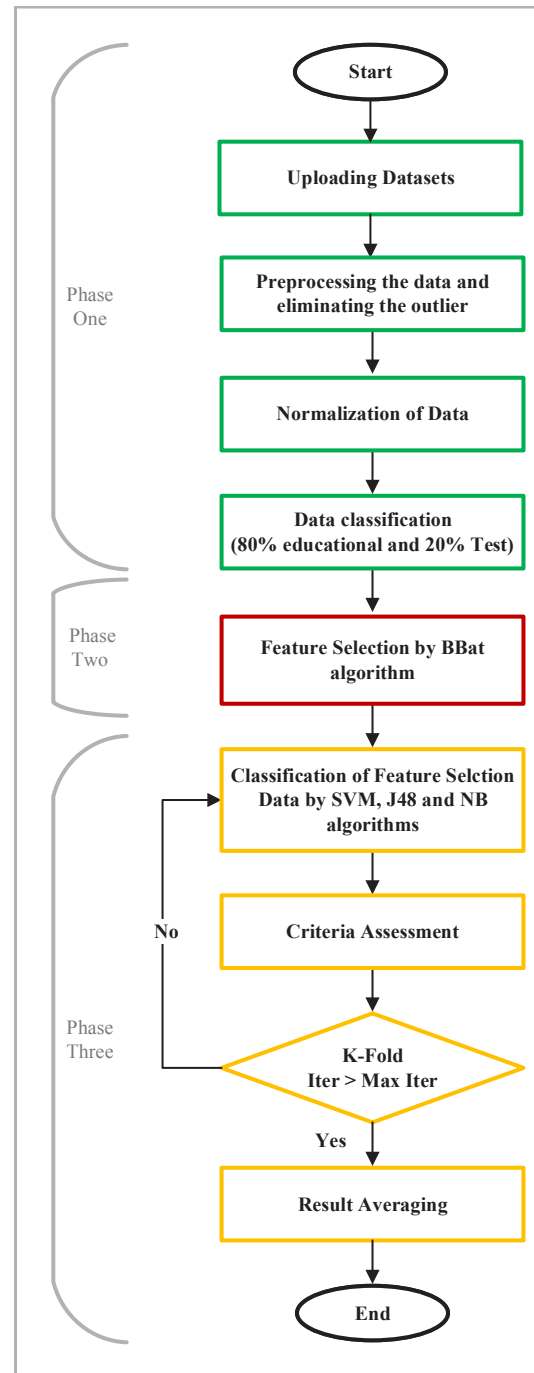 Start
Uploading Datasets
Phase
One
Preprocessing the data and
eliminating the outlier
Normalization of Data
Data classification
(80% educational and 20% Test)
Phase
Two
Feature Selection by BBat
algorithm
Classification of Feature Selction
Data by SVM, J48 and NB
algorithms
No
Criteria Assessment
Phase
Three
K-Fold
Iter > Max Iter
Yes
Result Averaging
End